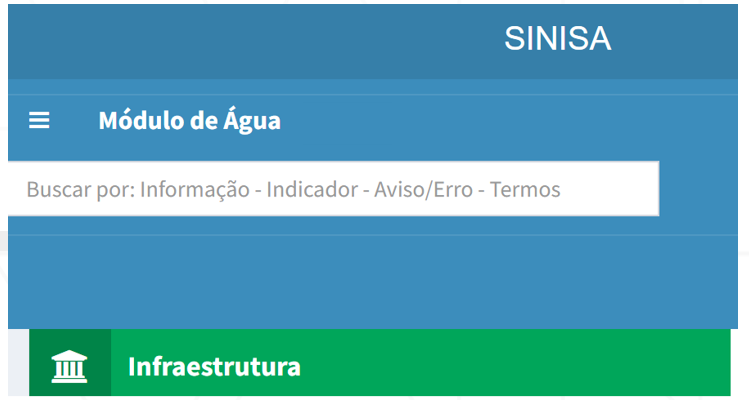 SINISA
Módulo de Água
Buscar por: Informação - Indicador - Aviso/Erro - Termos
Infraestrutura